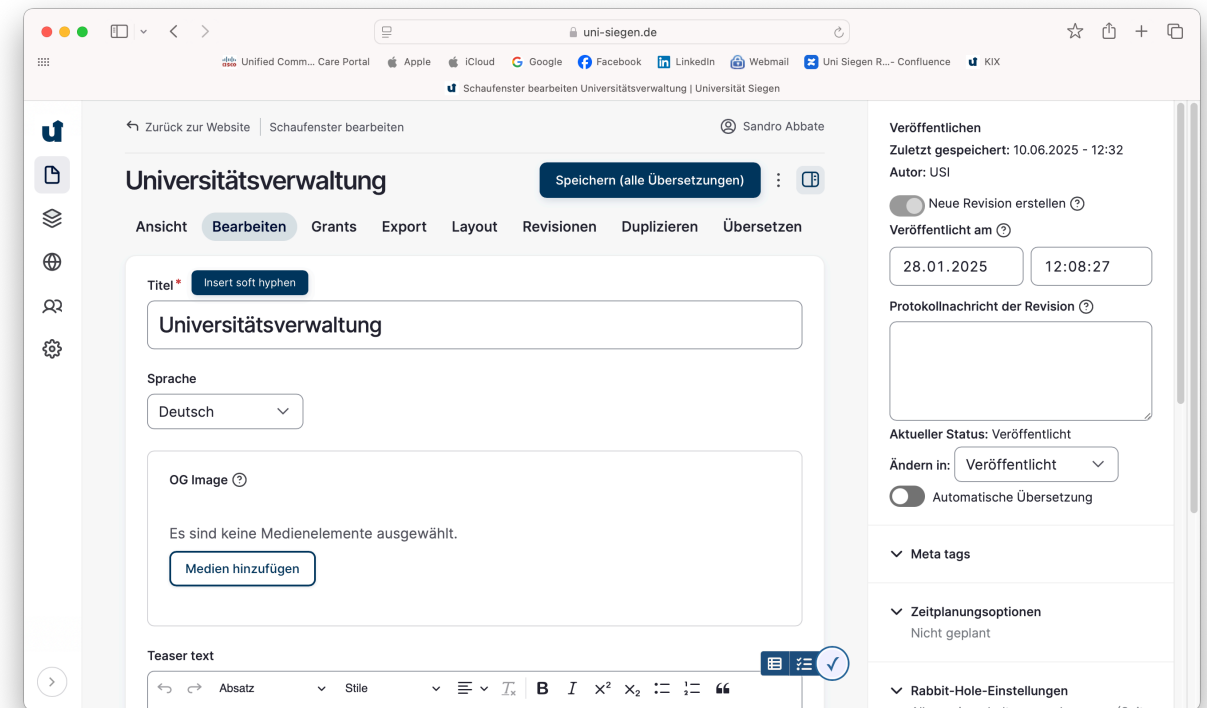 uni-siegen.de
Unified Comm... Care Portal Apple iCloud Google Facebook LinkedIn Webmail Uni Siegen R...- Confluence KIX
Schaufenster bearbeiten Universitätsverwaltung | Universität Siegen
Zurück zur Website Schaufenster bearbeiten Sandro Abbate
Universitätsverwaltung Speichern (alle Übersetzungen)
Ansicht Bearbeiten Grants Export Layout Revisionen Duplizieren Übersetzen
Titel* Insert soft hyphen
Universitätsverwaltung
Sprache
Deutsch
OG Image
Es sind keine Medienelemente ausgewählt.
Medien hinzufügen
Teaser text
Absatz Stile B I x² x₂
Veröffentlichen
Zuletzt gespeichert: 10.06.2025 - 12:32
Autor: USI
Neue Revision erstellen
Veröffentlicht am
28.01.2025 12:08:27
Protokollnachricht der Revision
Aktueller Status: Veröffentlicht
Ändern in: Veröffentlicht
Automatische Übersetzung
Meta tags
Zeitplanungsoptionen
Nicht geplant
Rabbit-Hole-Einstellungen